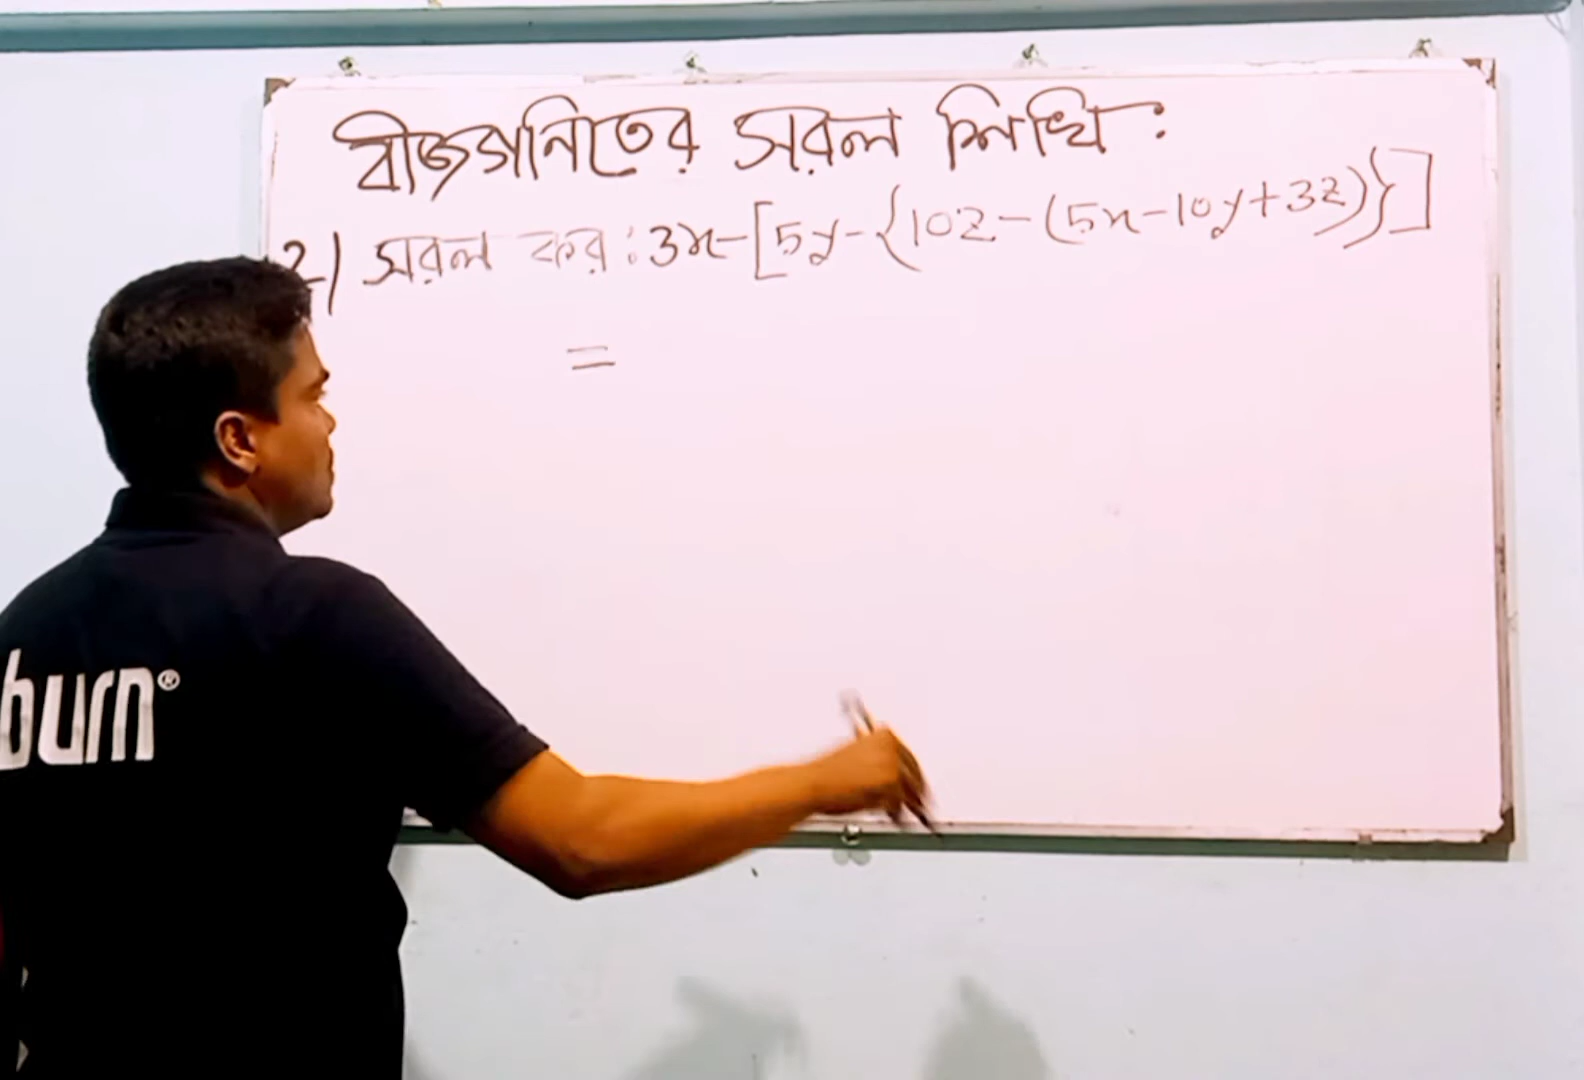 বীজগনিতের সরল শিখি:
2) সরল কর: 3x-[5y-{10z-(5x-10y+3z)}]
=
burn®